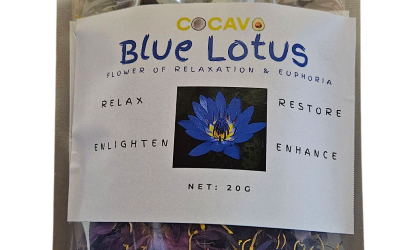 COCAVO
Blue Lotus
FLOWER OF RELAXATION & EUPHORIA
RELAX
RESTORE
ENLIGHTEN
ENHANCE
NET: 20G